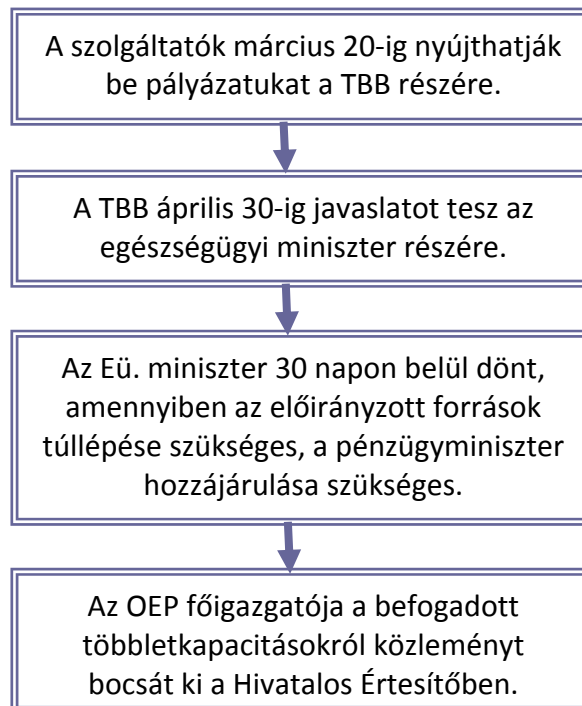 A szolgáltatók március 20-ig nyújthatják
be pályázatukat a TBB részére.
A TBB április 30-ig javaslatot tesz az
egészségügyi miniszter részére.
Az Eü. miniszter 30 napon belül dönt,
amennyiben az előirányzott források
túllépése szükséges, a pénzügyminiszter
hozzájárulása szükséges.
Az OEP főigazgatója a befogadott
többletkapacitásokról közleményt
bocsát ki a Hivatalos Értesítőben.